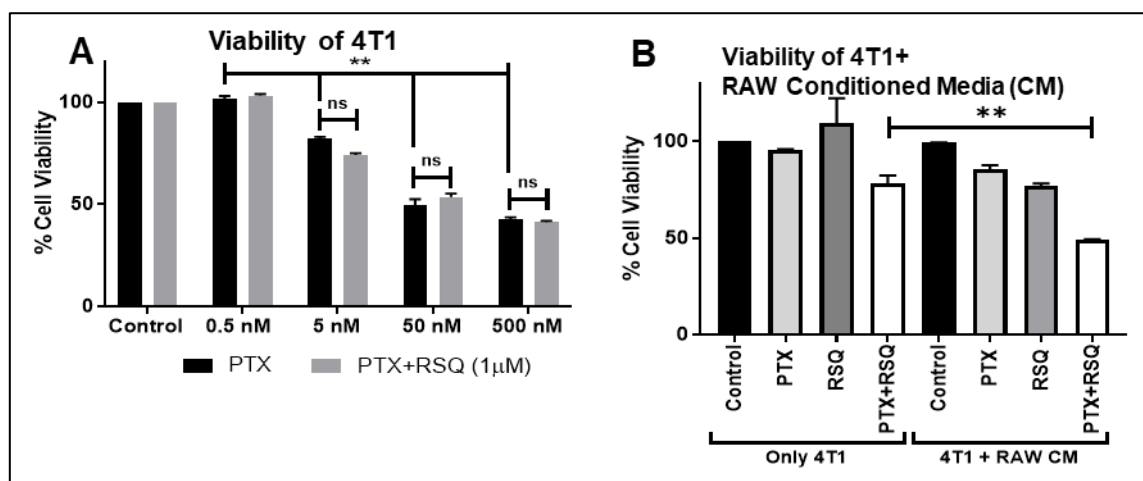 A
Viability of 4T1
**
ns
ns
ns
% Cell Viability
100
50
0
Control 0.5 nM 5 nM 50 nM 500 nM
PTX PTX+RSQ (1µM)
B
Viability of 4T1+
RAW Conditioned Media (CM)
**
% Cell Viability
100
50
0
Control
PTX
RSQ
PTX+RSQ
Control
PTX
RSQ
PTX+RSQ
Only 4T1
4T1 + RAW CM